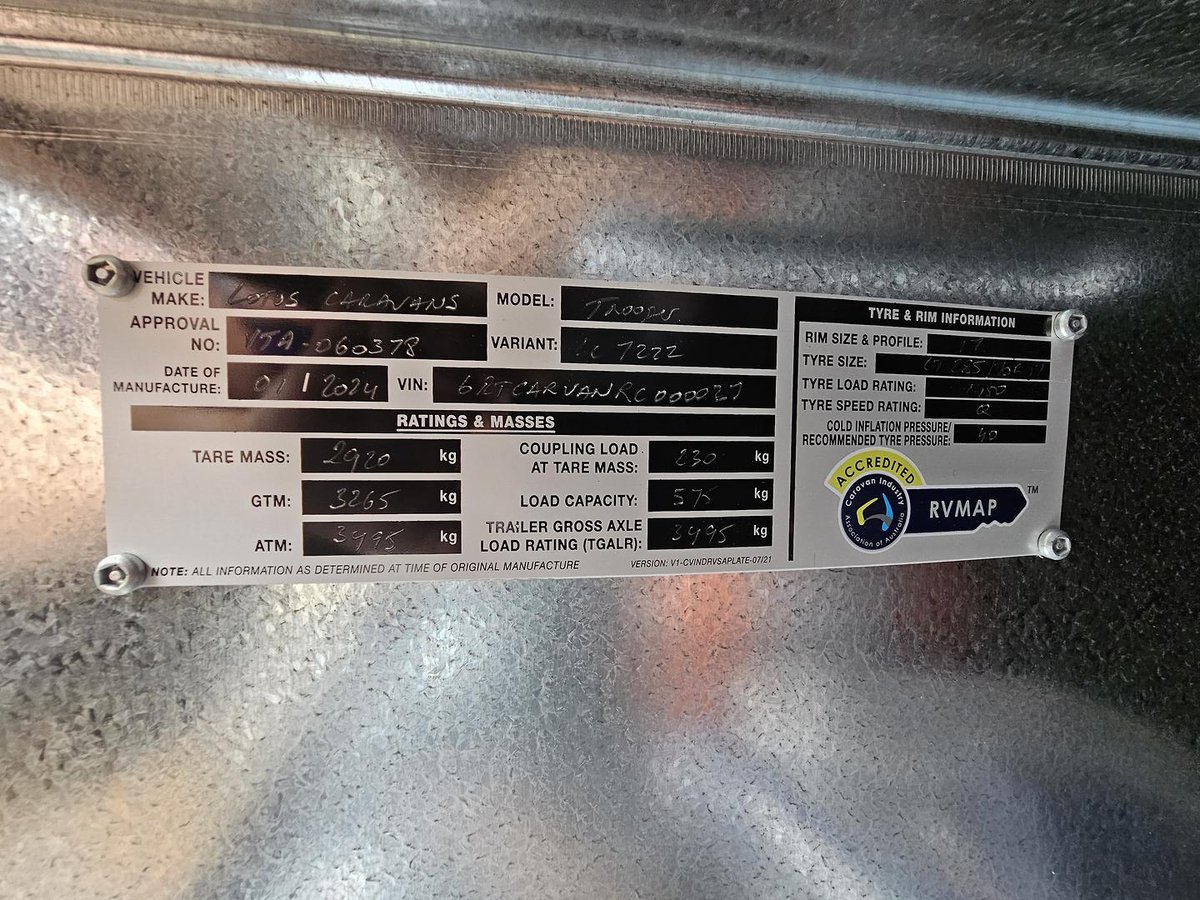 VEHICLE MAKE: LOTUS CARAVANS MODEL: TROOPER
APPROVAL NO: VTA-060378 VARIANT: 7222
DATE OF MANUFACTURE: 01 / 2024 VIN:
RATINGS & MASSES
TARE MASS: 2920 kg COUPLING LOAD AT TARE MASS: 230 kg
GTM: 3265 kg LOAD CAPACITY: 575 kg
ATM: 3495 kg TRAILER GROSS AXLE LOAD RATING (TGALR): 3495 kg
NOTE: ALL INFORMATION AS DETERMINED AT TIME OF ORIGINAL MANUFACTURE VERSION: V1-CVINDRVSAPLATE-07/21
TYRE & RIM INFORMATION
RIM SIZE & PROFILE: 17
TYRE SIZE:
TYRE LOAD RATING:
TYRE SPEED RATING: Q
COLD INFLATION PRESSURE/
RECOMMENDED TYRE PRESSURE: 40
ACCREDITED
Caravan Industry
Association of Australia
RVMAP TM